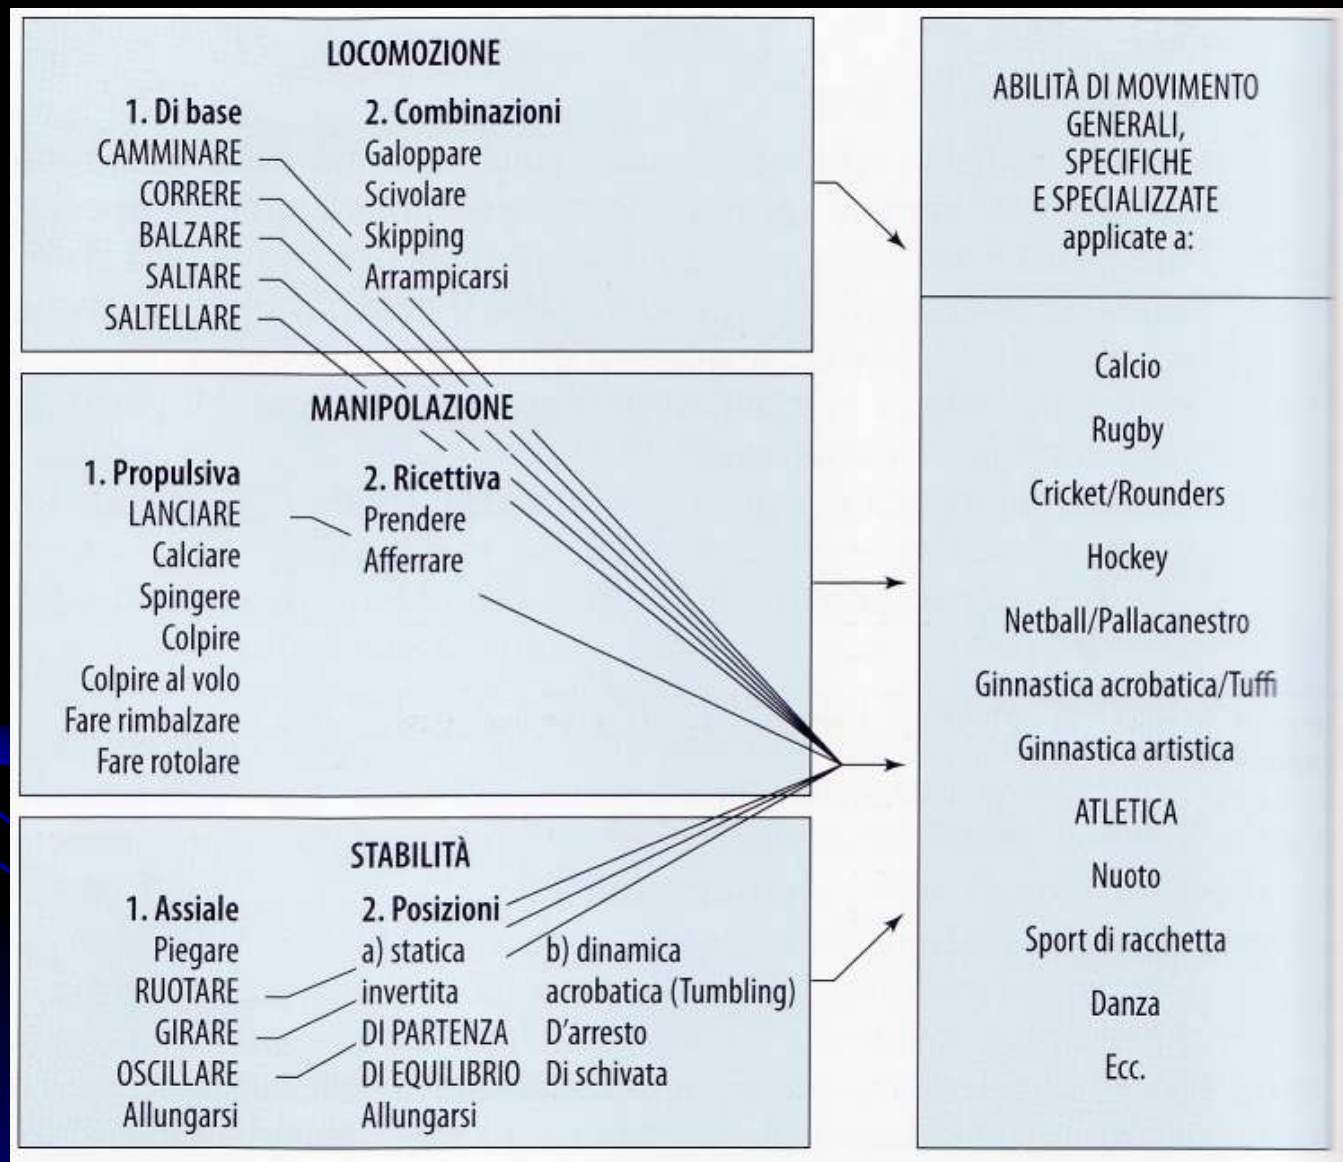 LOCOMOZIONE
1. Di base
CAMMINARE
CORRERE
BALZARE
SALTARE
SALTELLARE
2. Combinazioni
Galoppare
Scivolare
Skipping
Arrampicarsi
MANIPOLAZIONE
1. Propulsiva
LANCIARE
Calciare
Spingere
Colpire
Colpire al volo
Fare rimbalzare
Fare rotolare
2. Ricettiva
Prendere
Afferrare
STABILITÀ
1. Assiale
Piegare
RUOTARE
GIRARE
OSCILLARE
Allungarsi
2. Posizioni
a) statica
invertita
DI PARTENZA
DI EQUILIBRIO
Allungarsi
b) dinamica
acrobatica (Tumbling)
D'arresto
Di schivata
ABILITÀ DI MOVIMENTO
GENERALI,
SPECIFICHE
E SPECIALIZZATE
applicate a:
Calcio
Rugby
Cricket/Rounders
Hockey
Netball/Pallacanestro
Ginnastica acrobatica/Tuffi
Ginnastica artistica
ATLETICA
Nuoto
Sport di racchetta
Danza
Ecc.